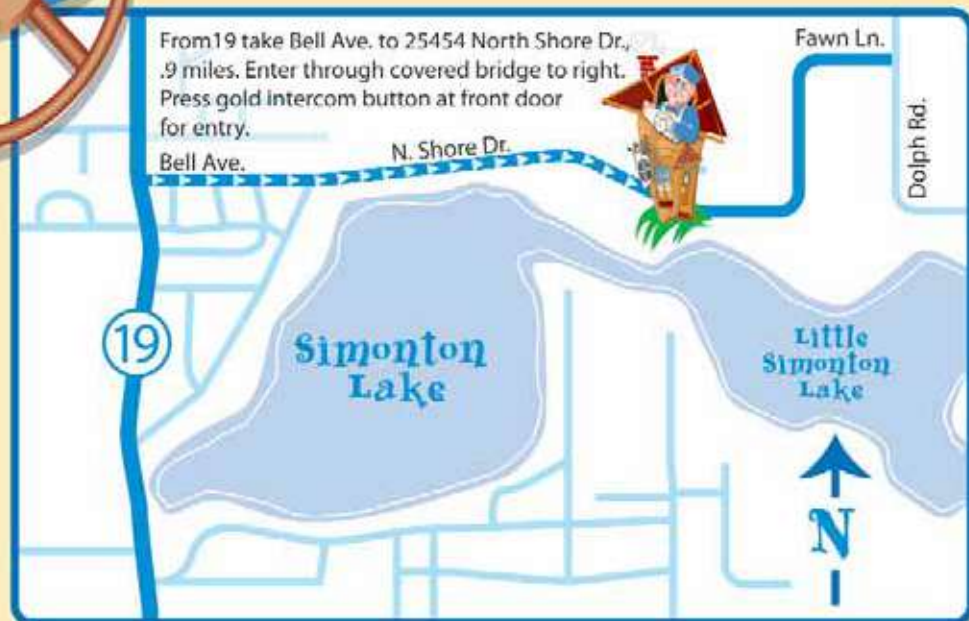 From19 take Bell Ave. to 25454 North Shore Dr.,
.9 miles. Enter through covered bridge to right.
Press gold intercom button at front door
for entry.
Bell Ave.
N. Shore Dr.
Fawn Ln.
Dolph Rd.
19
Simonton
Lake
Little
Simonton
Lake
N